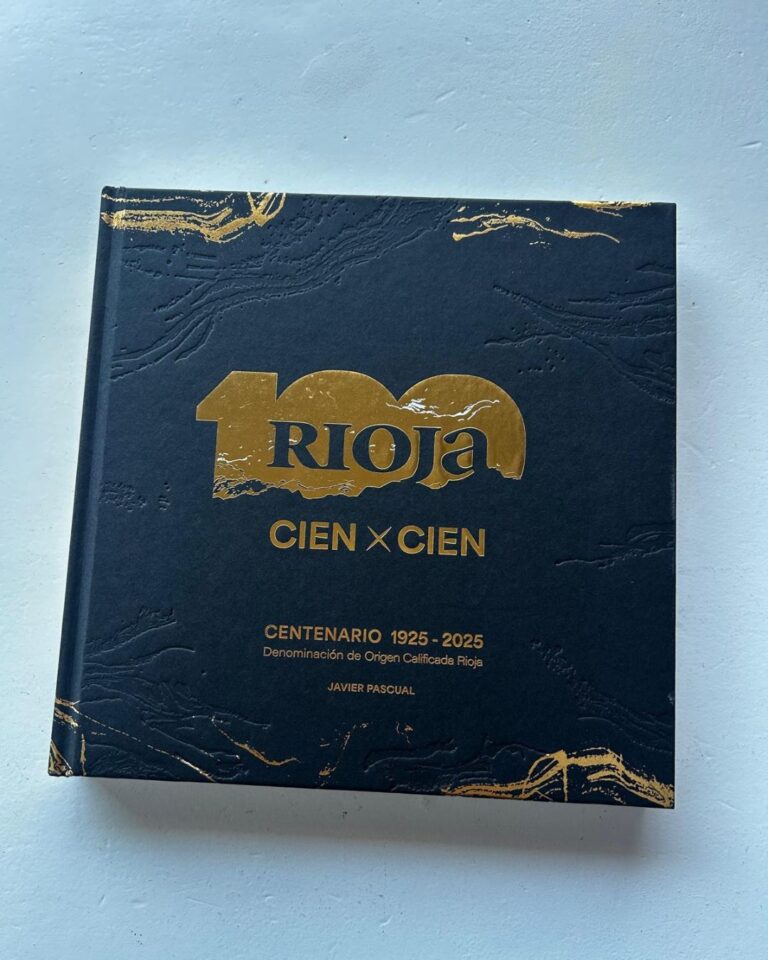 100
RIOJa
CIEN X CIEN
CENTENARIO 1925 - 2025
Denominación de Origen Calificada Rioja
JAVIER PASCUAL